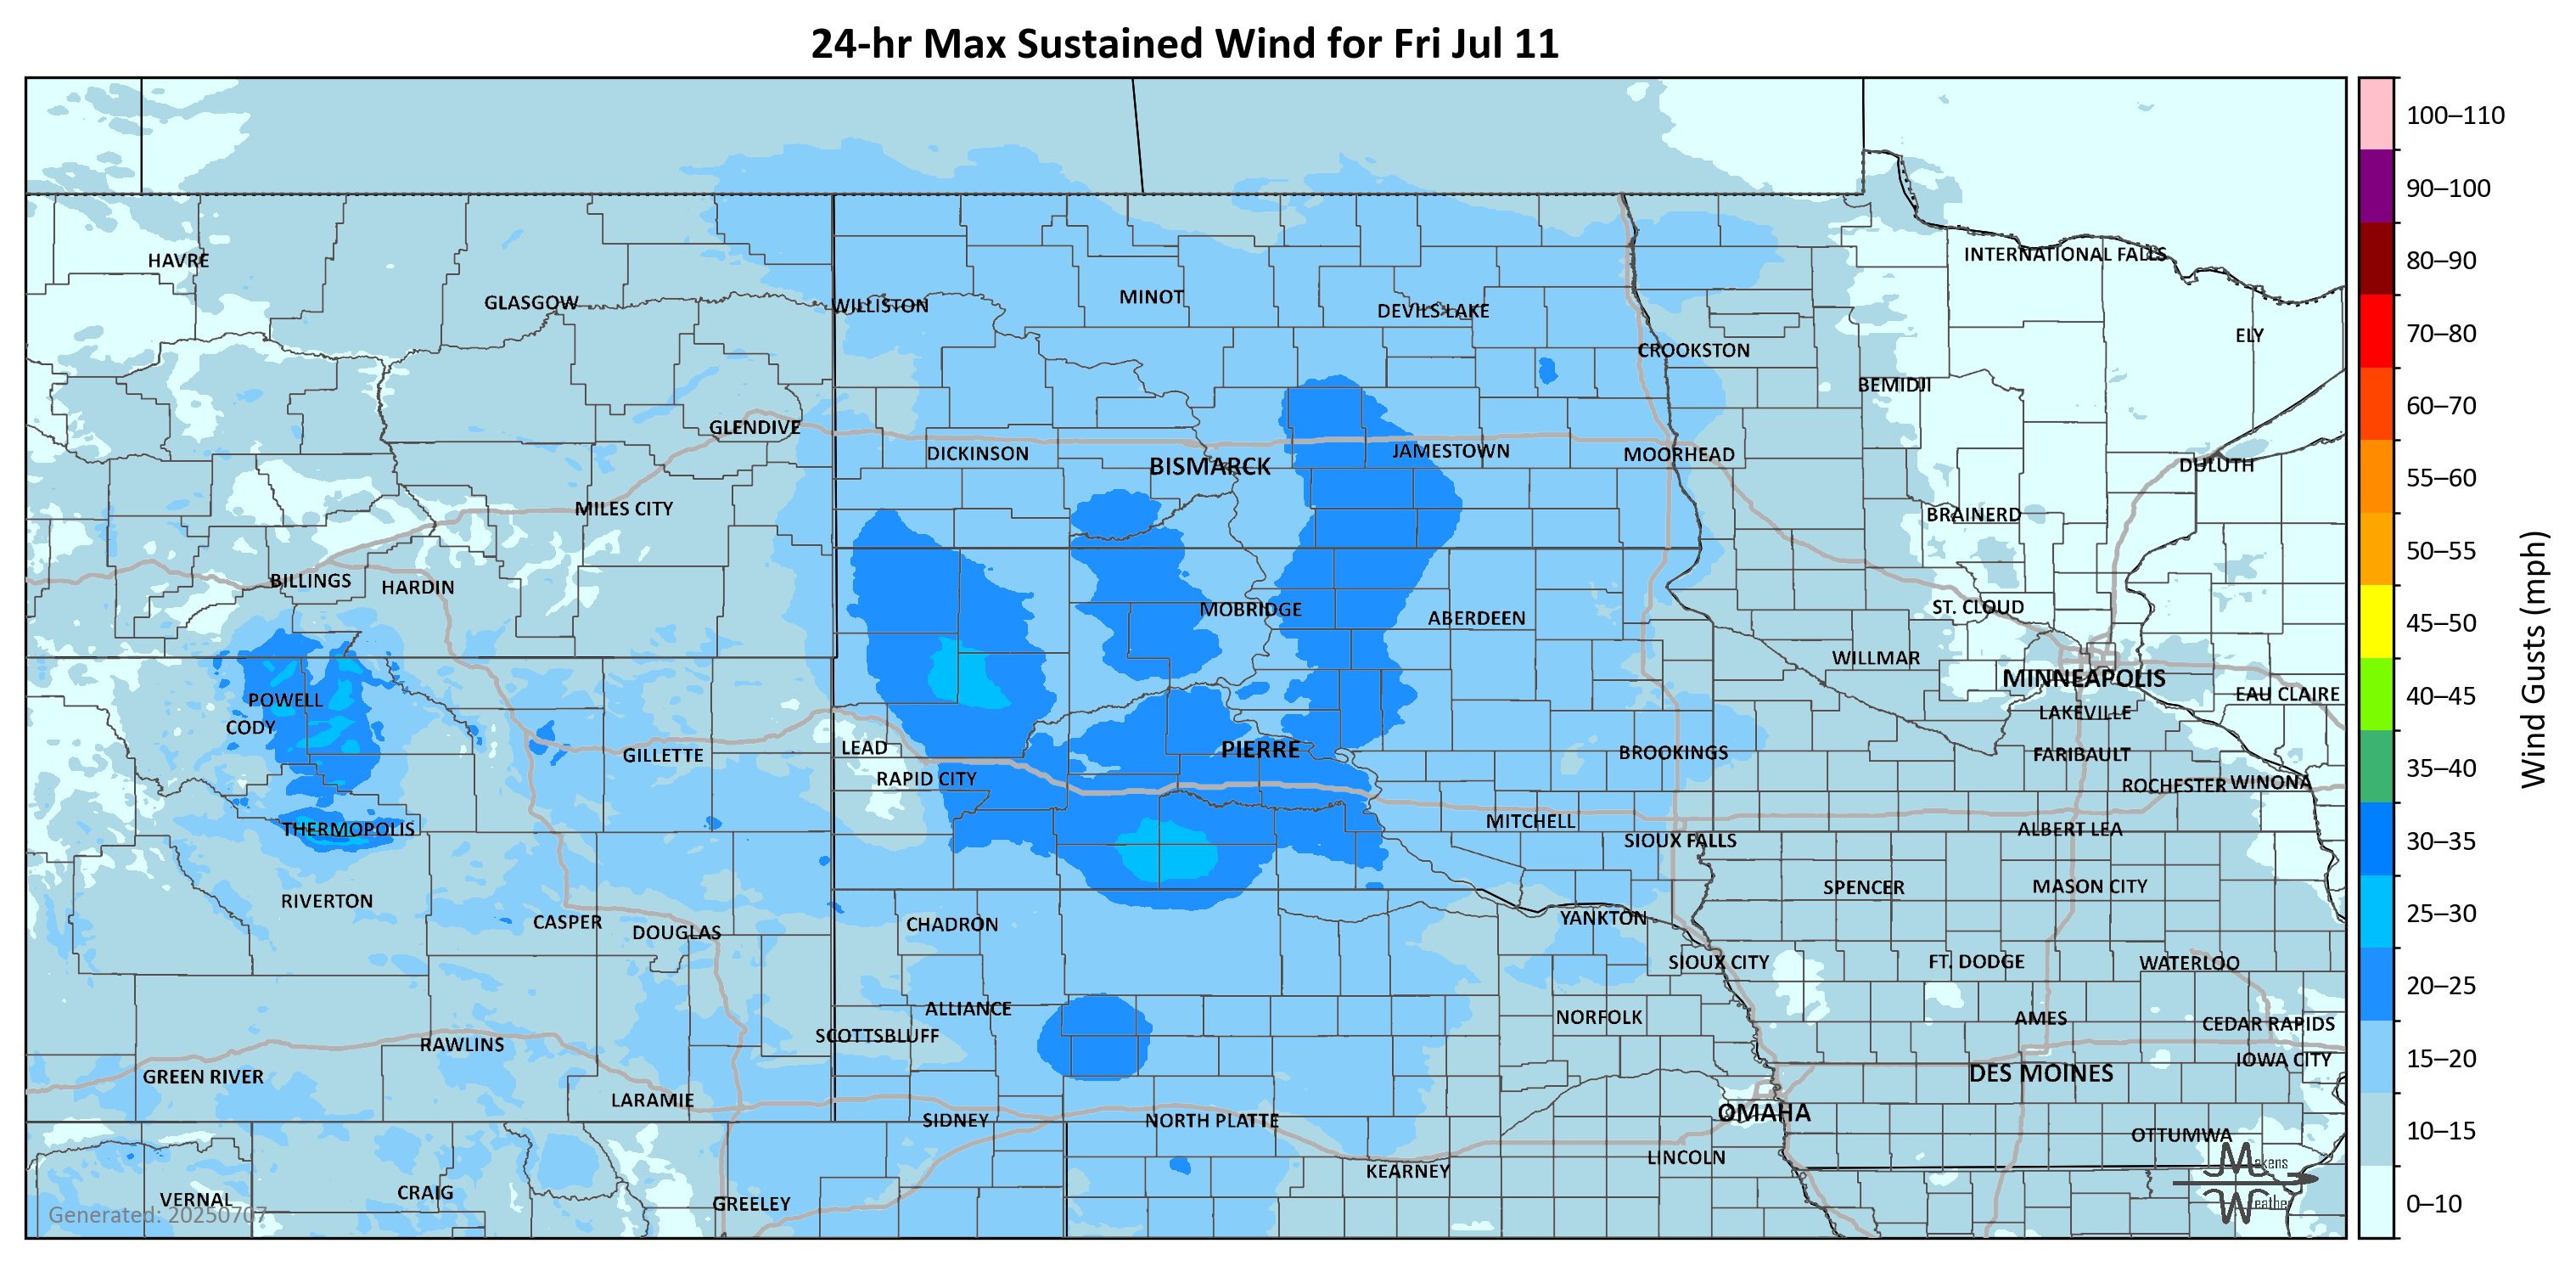 24-hr Max Sustained Wind for Fri Jul 11
100–110
90–100
80–90
70–80
60–70
55–60
50–55
45–50
40–45
35–40
30–35
25–30
20–25
15–20
10–15
0–10
Wind Gusts (mph)
HAVRE
INTERNATIONAL FALLS
GLASGOW
WILLISTON
MINOT
DEVILS LAKE
ELY
CROOKSTON
BEMIDJI
GLENDIVE
DICKINSON
BISMARCK
JAMESTOWN
MOORHEAD
DULUTH
MILES CITY
BRAINERD
BILLINGS
HARDIN
MOBRIDGE
ABERDEEN
ST. CLOUD
WILLMAR
MINNEAPOLIS
EAU CLAIRE
POWELL
CODY
LAKEVILLE
GILLETTE
LEAD
PIERRE
BROOKINGS
FARIBAULT
RAPID CITY
ROCHESTER
WINONA
THERMOPOLIS
MITCHELL
SIOUX FALLS
ALBERT LEA
SPENCER
MASON CITY
RIVERTON
CASPER
DOUGLAS
CHADRON
YANKTON
SIOUX CITY
FT. DODGE
WATERLOO
ALLIANCE
SCOTTSBLUFF
NORFOLK
AMES
CEDAR RAPIDS
RAWLINS
IOWA CITY
GREEN RIVER
DES MOINES
LARAMIE
SIDNEY
NORTH PLATTE
OMAHA
OTTUMWA
KEARNEY
LINCOLN
VERNAL
CRAIG
GREELEY
Generated: 20250707
Makens
Weather